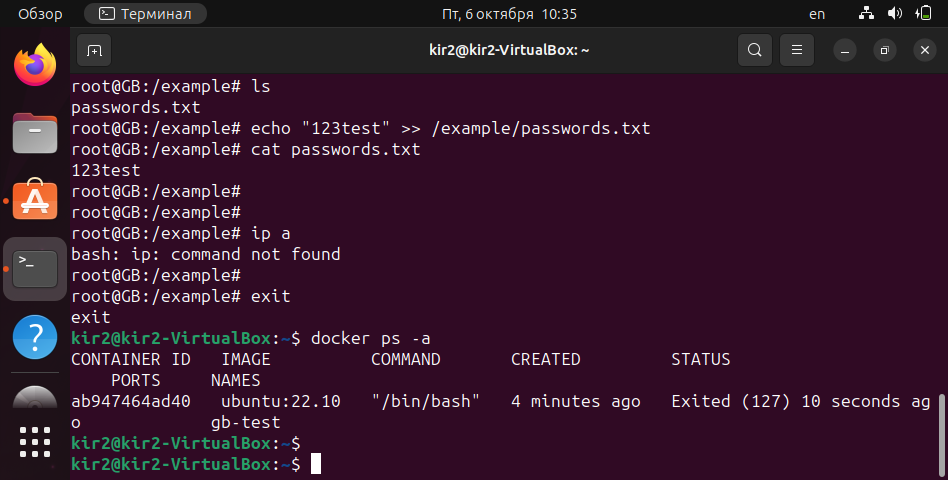 Обзор
Терминал
Пт, 6 октября 10:35
en
kir2@kir2-VirtualBox: ~
root@GB:/example# ls
passwords.txt
root@GB:/example# echo "123test" >> /example/passwords.txt
root@GB:/example# cat passwords.txt
123test
root@GB:/example#
root@GB:/example#
root@GB:/example# ip a
bash: ip: command not found
root@GB:/example#
root@GB:/example# exit
exit
kir2@kir2-VirtualBox:~$ docker ps -a
CONTAINER ID   IMAGE          COMMAND       CREATED         STATUS
    PORTS     NAMES
ab947464ad40   ubuntu:22.10   "/bin/bash"   4 minutes ago   Exited (127) 10 seconds ag
o             gb-test
kir2@kir2-VirtualBox:~$
kir2@kir2-VirtualBox:~$